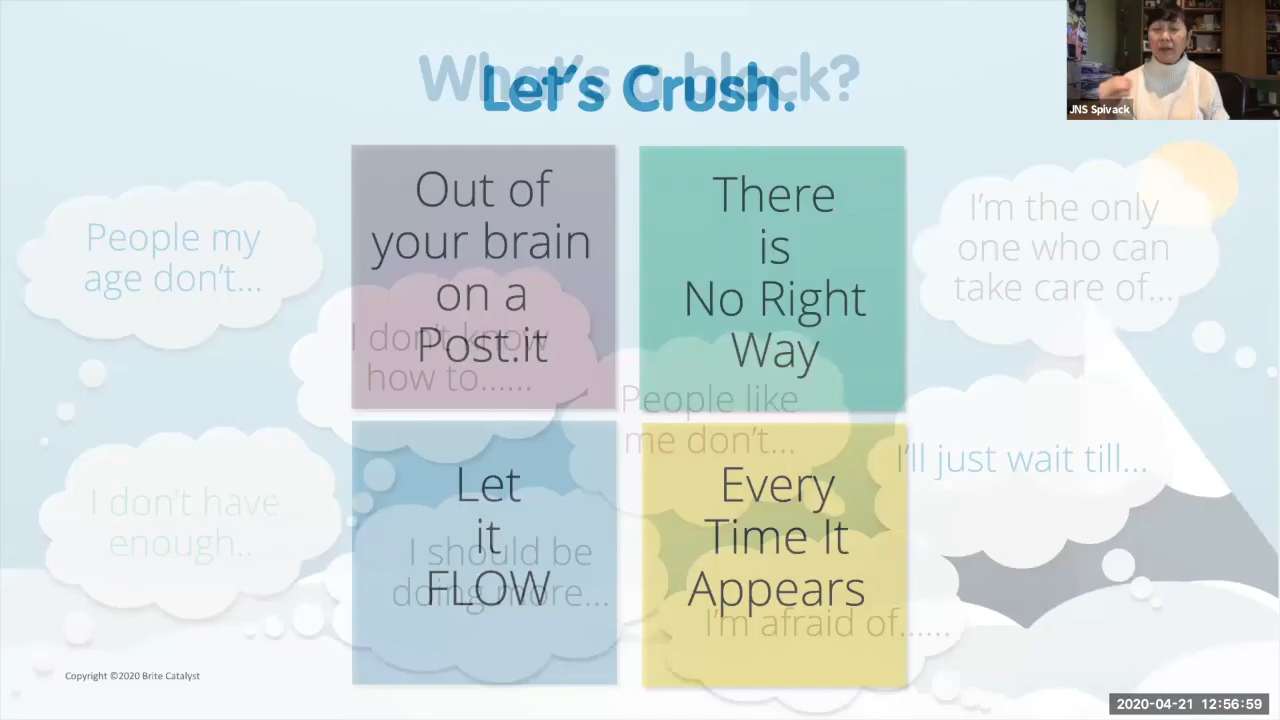 What's a block?
Let's Crush.
JNS Spivack
People my
age don't...
Out of
your brain
on a
Post.it
There
is
No Right
Way
I'm the only
one who can
take care of...
I don't know
how to......
People like
me don't...
I'll just wait till...
I don't have
enough..
Let
it
FLOW
I should be
doing more...
Every
Time It
Appears
I'm afraid of......
Copyright ©2020 Brite Catalyst
2020-04-21 12:56:59